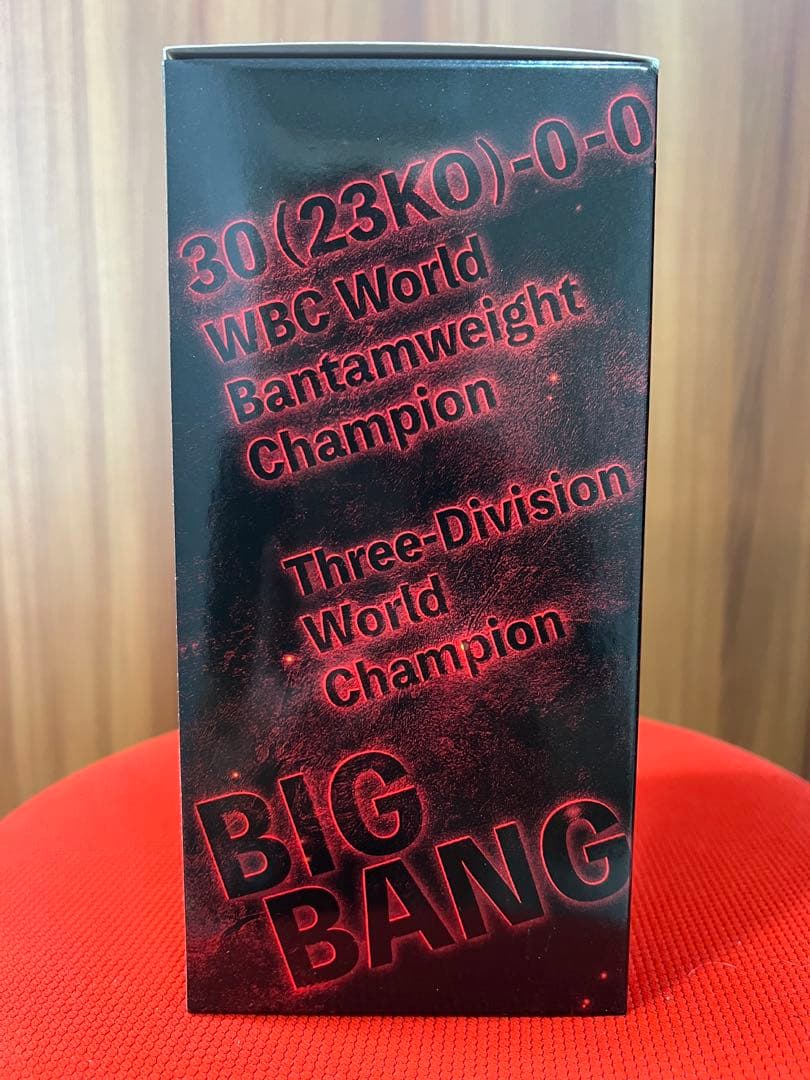 30(23KO)-0-0
WBC World
Bantamweight
Champion
Three-Division
World
Champion
BIG
BANG